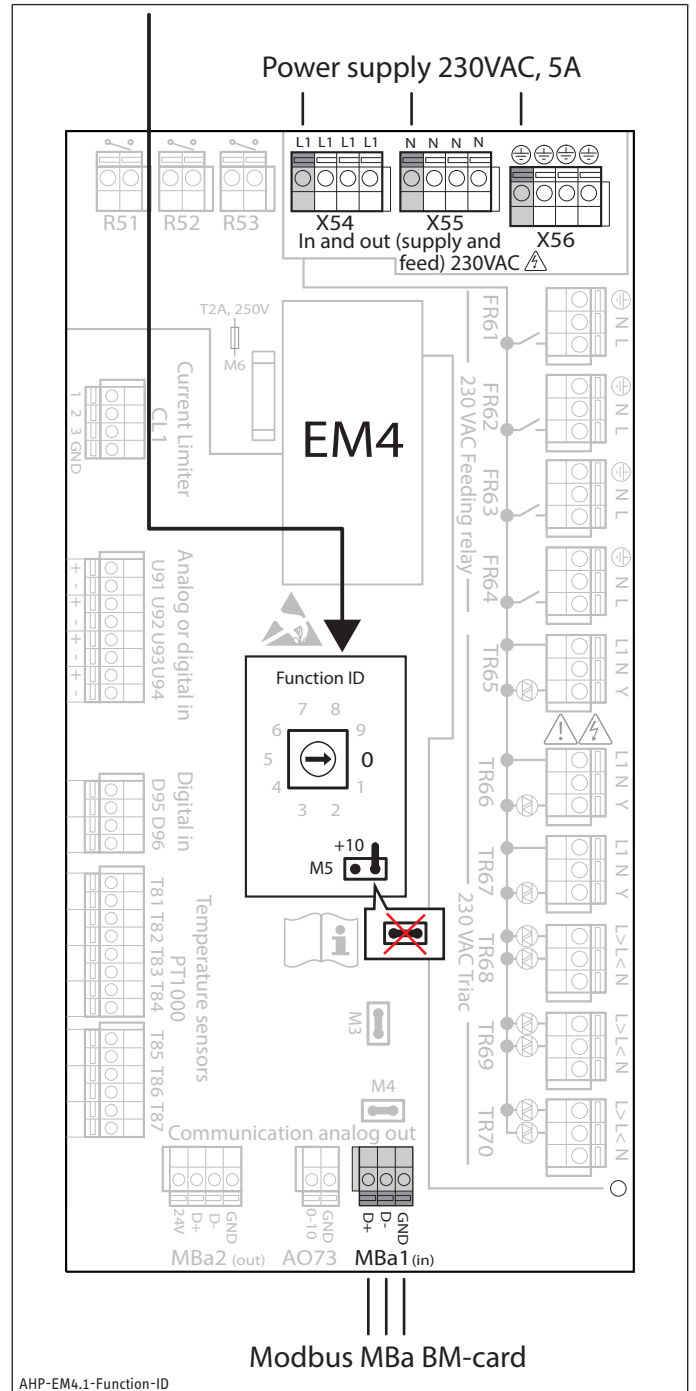 Power supply 230VAC, 5A
L1 L1 L1 L1
N N N N
R51 R52 R53
X54 X55 X56
In and out (supply and
feed) 230VAC
T2A, 250V
M6
EM4
Current Limiter
CL1
1 2 3 GND
Analog or digital in
U91 U92 U93 U94
+ - + - + - + -
Digital in
D95 D96
Temperature sensors
PT1000
T81 T82 T83 T84
T85 T86 T87
Function ID
7 8
6 9
5 0
4 1
3 2
+10
M5
i
M3
M4
230 VAC Feeding relay
FR61
N L
FR62
N L
FR63
N L
FR64
N L
230 VAC Triac
TR65
L1 N Y
TR66
L1 N Y
TR67
L1 N Y
TR68
L> L< N
TR69
L> L< N
TR70
L> L< N
Communication analog out
24V D+ D- GND
0-10 GND
D+ D- GND
MBa2 (out) AO73 MBa1 (in)
Modbus MBa BM-card
AHP-EM4.1-Function-ID